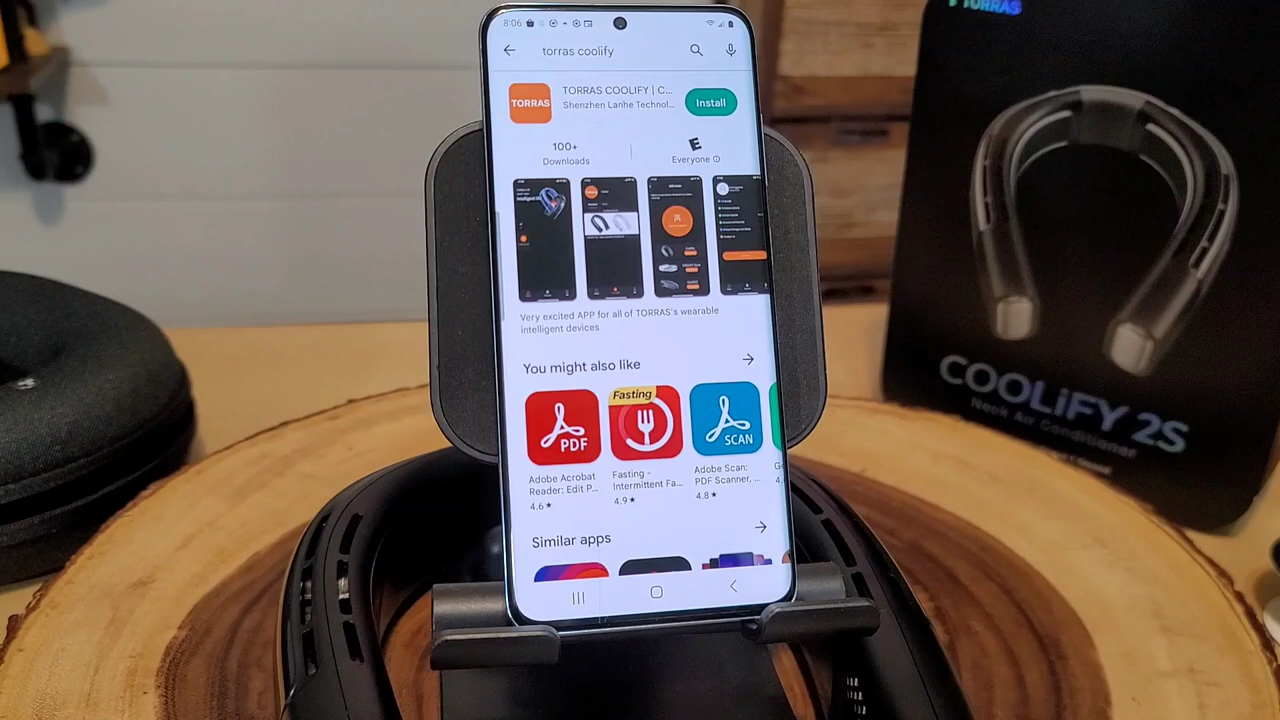 8:06
torras coolify
TORRAS
TORRAS COOLIFY | C...
Shenzhen Lanhe Technol...
Install
100+
Downloads
E
Everyone
Very excited APP for all of TORRAS's wearable
intelligent devices
You might also like
PDF
Fasting
SCAN
Adobe Acrobat
Reader: Edit P...
4.6★
Fasting -
Intermittent Fa...
4.9★
Adobe Scan:
PDF Scanner, ...
4.8★
G
4.
Similar apps
TORRAS
COOLiFY 2S
Neck Air Conditioner